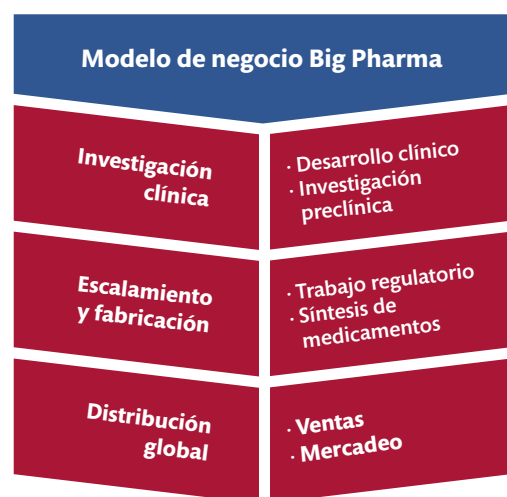 Modelo de negocio Big Pharma
Investigación
clínica
· Desarrollo clínico
· Investigación
preclínica
Escalamiento
y fabricación
· Trabajo regulatorio
· Síntesis de
medicamentos
Distribución
global
· Ventas
· Mercadeo